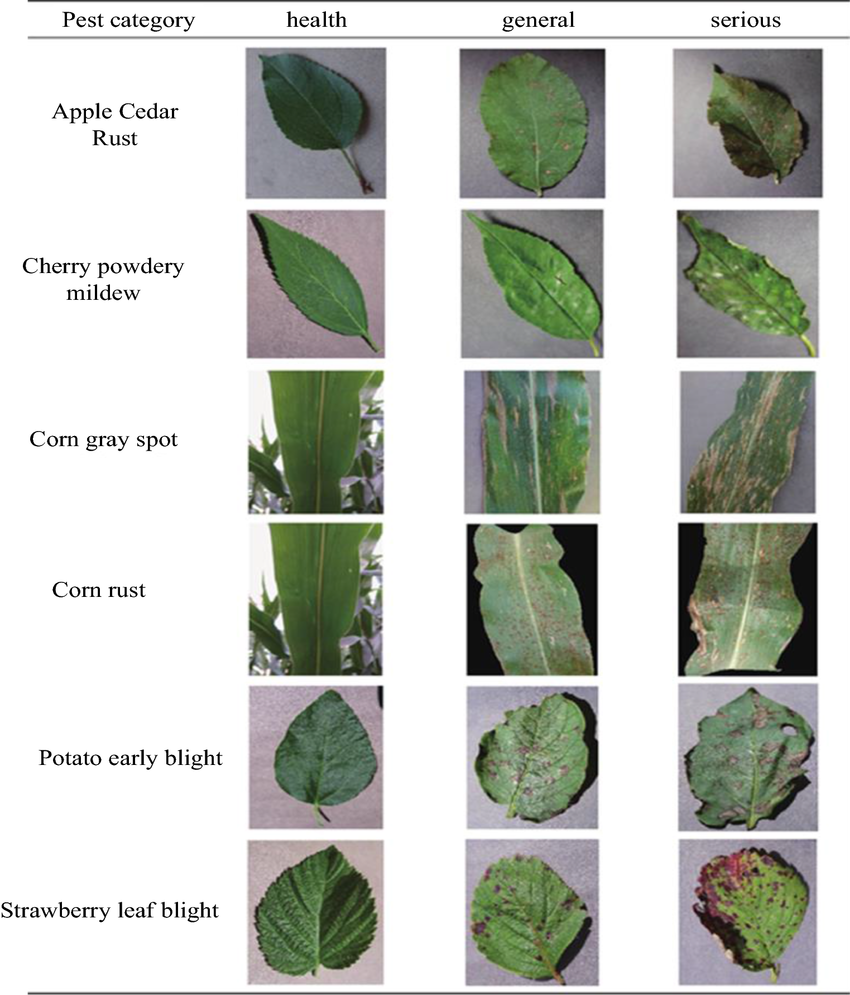 Pest category health general serious
Apple Cedar
Rust
Cherry powdery
mildew
Corn gray spot
Corn rust
Potato early blight
Strawberry leaf blight